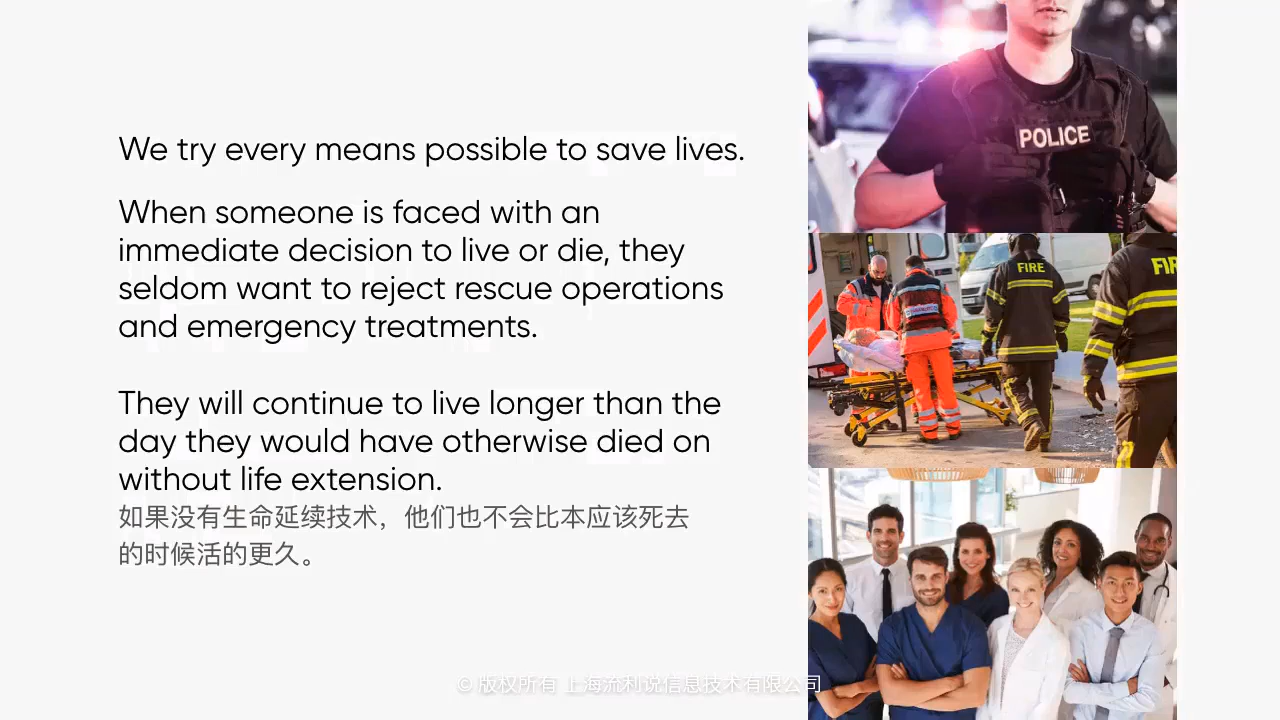 We try every means possible to save lives.
When someone is faced with an
immediate decision to live or die, they
seldom want to reject rescue operations
and emergency treatments.
They will continue to live longer than the
day they would have otherwise died on
without life extension.
如果没有生命延续技术，他们也不会比本应该死去
的时候活的更久。
POLICE
FIRE
FIR
© 版权所有 上海流利说信息技术有限公司